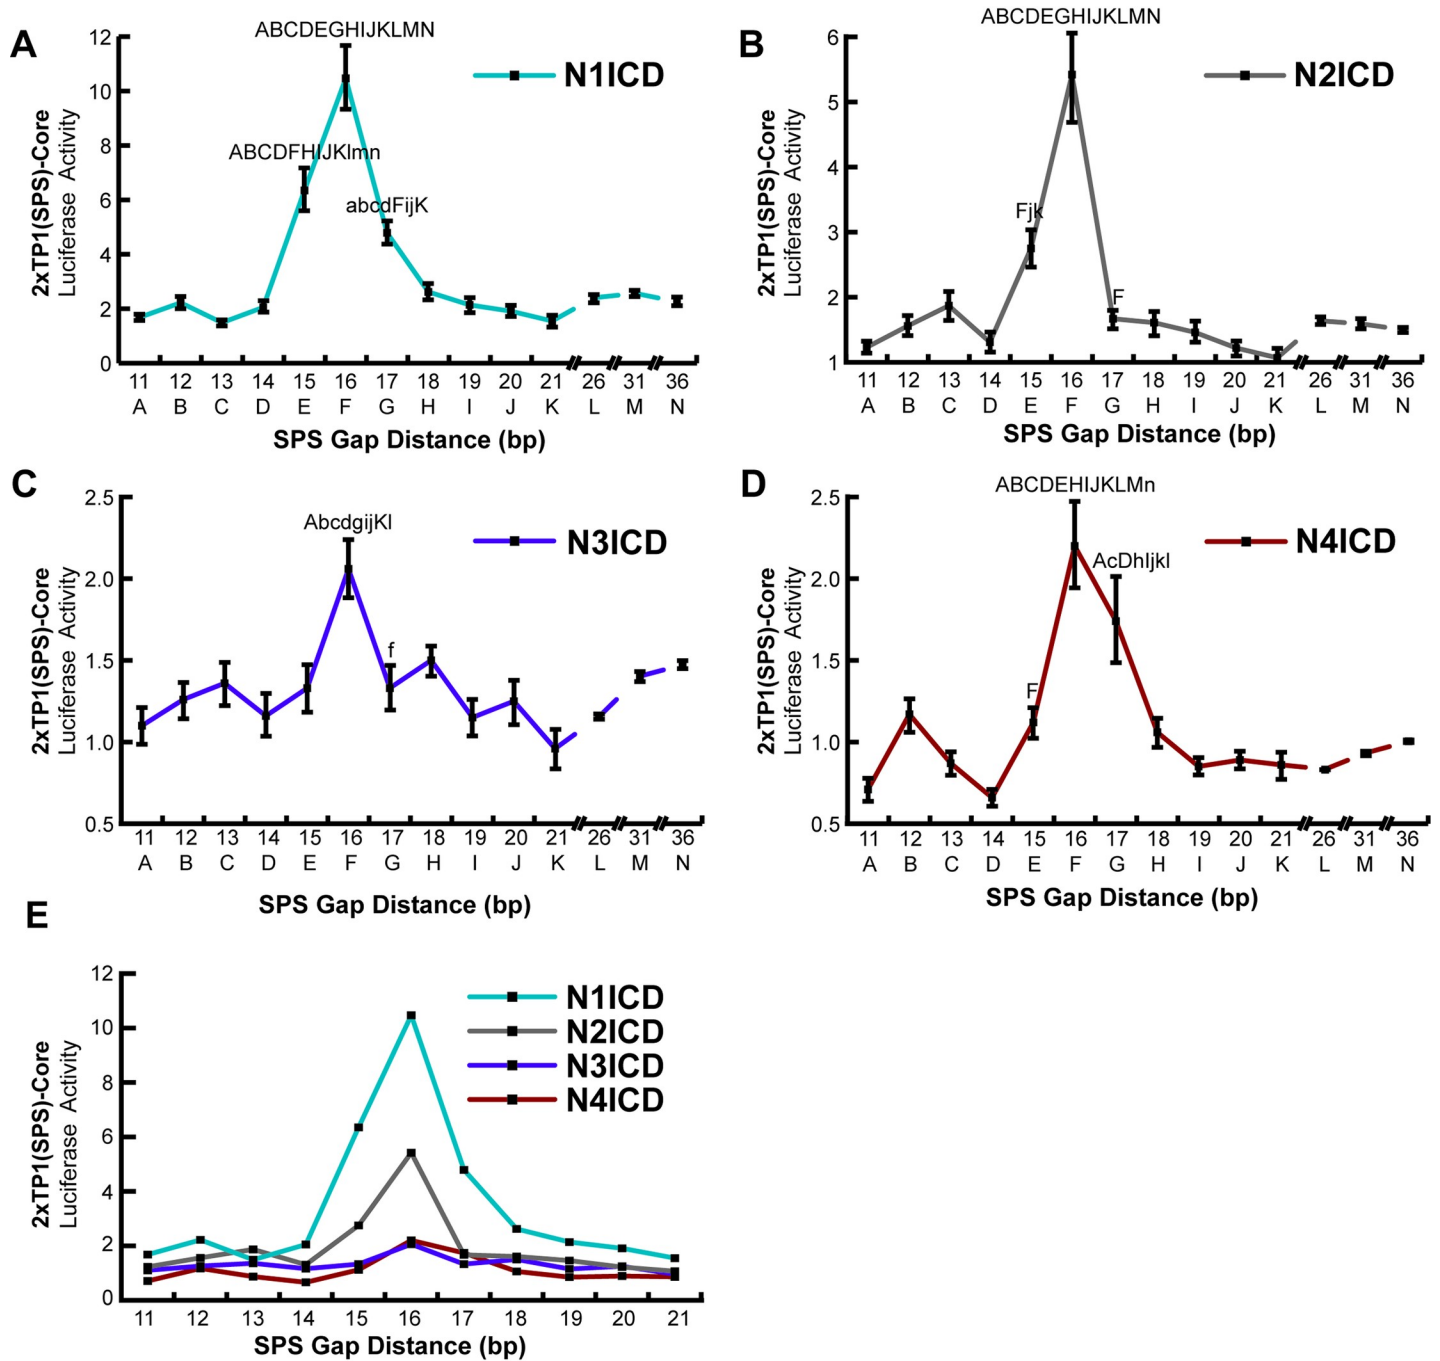 A
ABCDEGHIJKLMN
N1ICD
ABCDFHIJKlmn
abcdFijK
2xTP1(SPS)-Core
Luciferase Activity
12
10
8
6
4
2
0
11 12 13 14 15 16 17 18 19 20 21 26 31 36
A B C D E F G H I J K L M N
SPS Gap Distance (bp)
B
ABCDEGHIJKLMN
N2ICD
Fjk
F
2xTP1(SPS)-Core
Luciferase Activity
6
5
4
3
2
1
11 12 13 14 15 16 17 18 19 20 21 26 31 36
A B C D E F G H I J K L M N
SPS Gap Distance (bp)
C
AbcdgijKl
N3ICD
f
2xTP1(SPS)-Core
Luciferase Activity
2.5
2.0
1.5
1.0
0.5
11 12 13 14 15 16 17 18 19 20 21 26 31 36
A B C D E F G H I J K L M N
SPS Gap Distance (bp)
D
ABCDEHIJKLMn
N4ICD
AcDhIjkl
F
2xTP1(SPS)-Core
Luciferase Activity
2.5
2.0
1.5
1.0
0.5
11 12 13 14 15 16 17 18 19 20 21 26 31 36
A B C D E F G H I J K L M N
SPS Gap Distance (bp)
E
N1ICD
N2ICD
N3ICD
N4ICD
2xTP1(SPS)-Core
Luciferase Activity
12
10
8
6
4
2
0
11 12 13 14 15 16 17 18 19 20 21
SPS Gap Distance (bp)